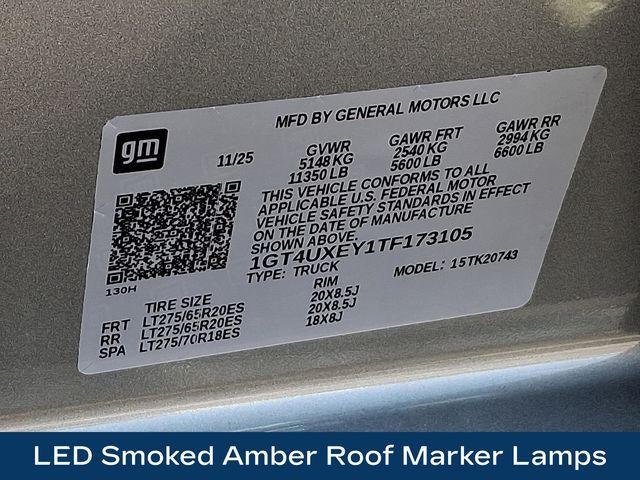 MFD BY GENERAL MOTORS LLC
gm
11/25
GVWR
5148 KG
11350 LB
GAWR FRT
2540 KG
5600 LB
GAWR RR
2994 KG
6600 LB
THIS VEHICLE CONFORMS TO ALL
APPLICABLE U.S. FEDERAL MOTOR
VEHICLE SAFETY STANDARDS IN EFFECT
ON THE DATE OF MANUFACTURE
SHOWN ABOVE.
1GT4UXEY1TF173105
TYPE: TRUCK
MODEL: 15TK20743
130H
TIRE SIZE
RIM
FRT LT275/65R20ES 20X8.5J
RR LT275/65R20ES 20X8.5J
SPA LT275/70R18ES 18X8J
LED Smoked Amber Roof Marker Lamps